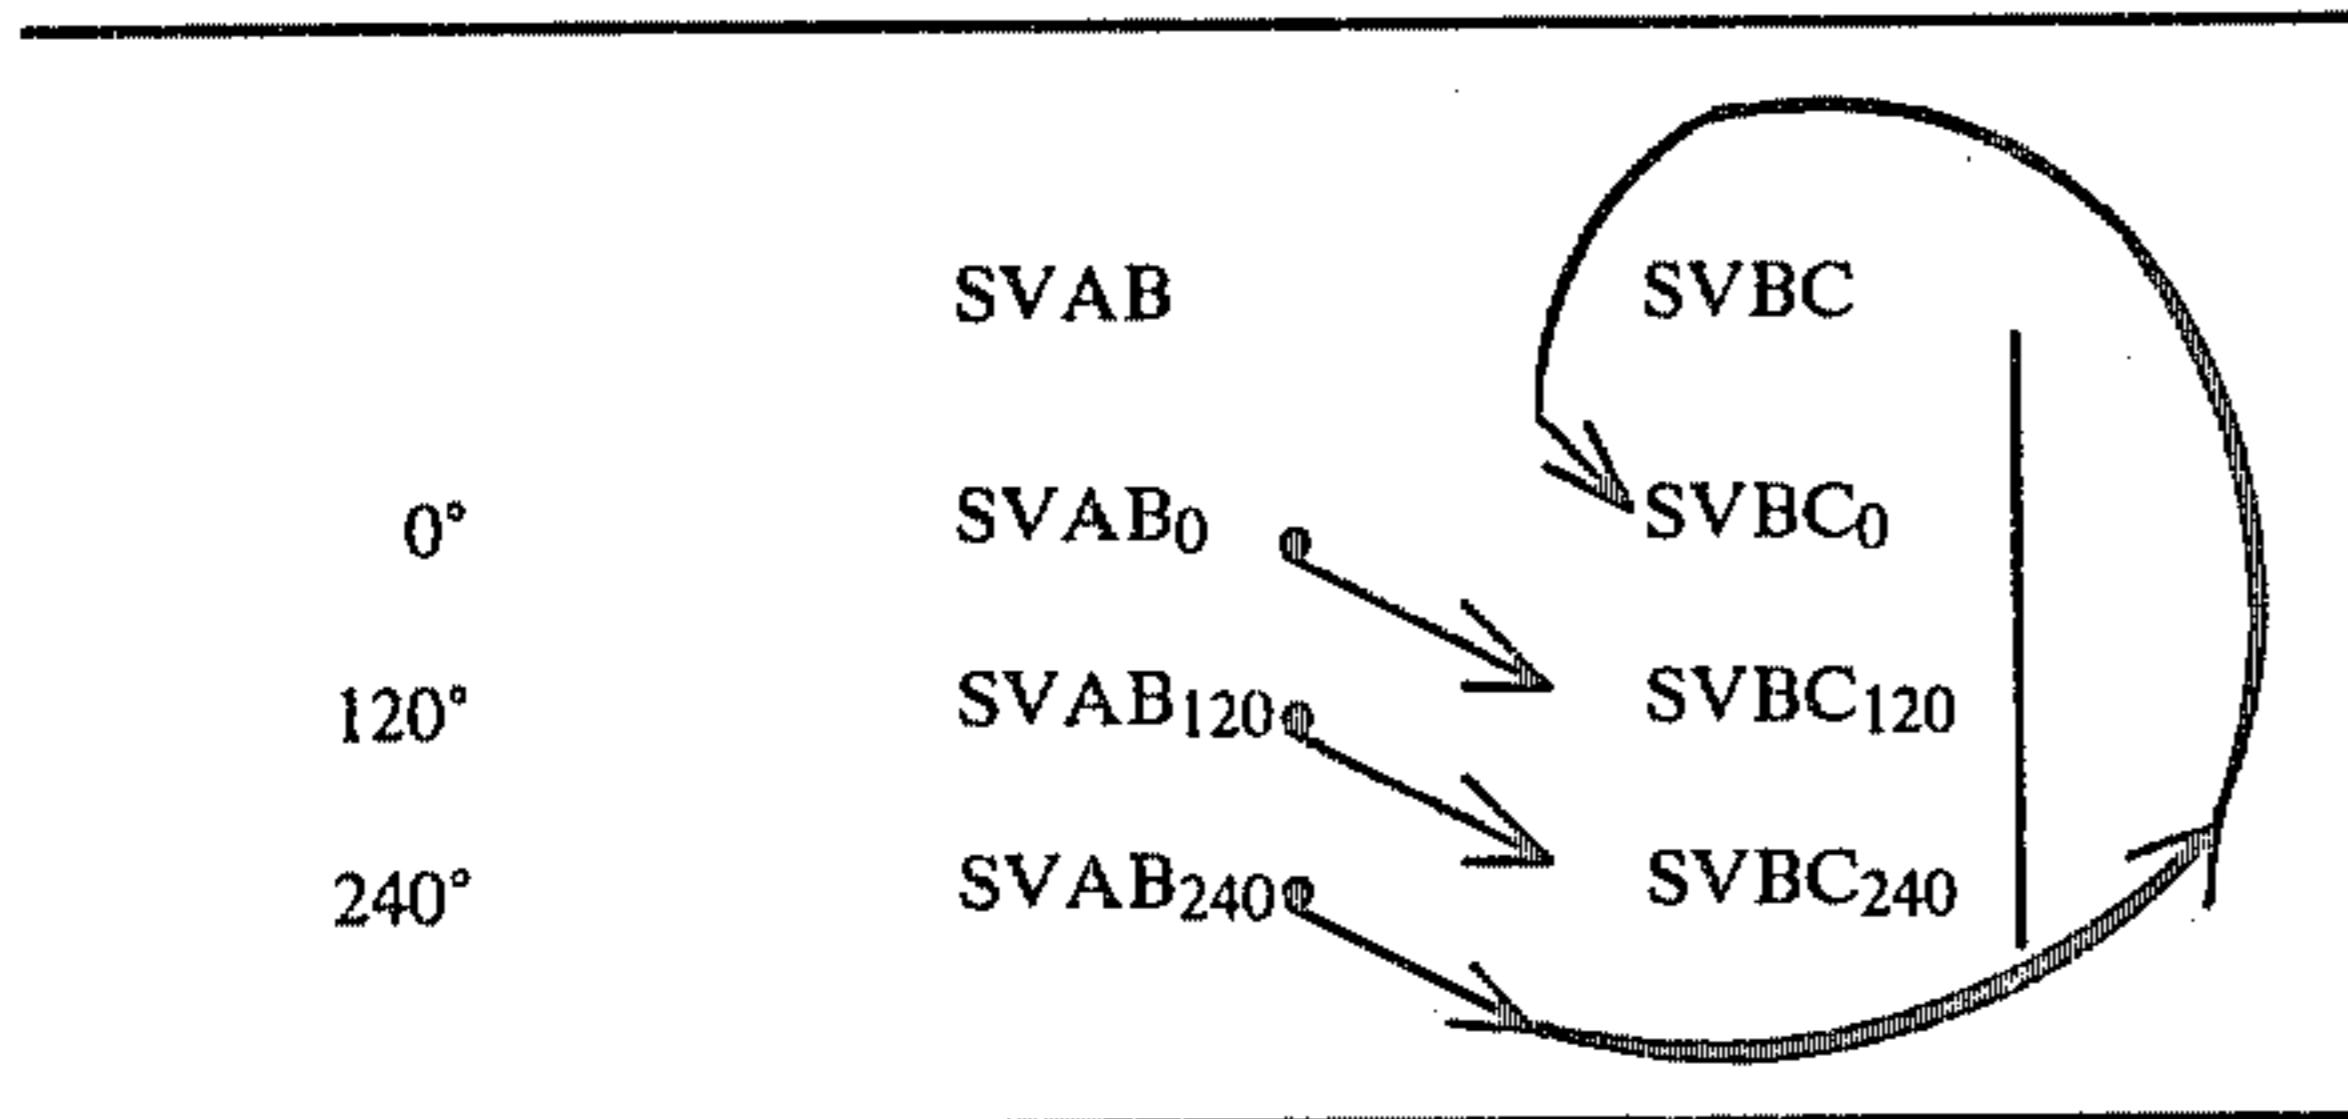 SVAB SVBC
0° SVAB₀ SVBC₀
120° SVAB₁₂₀ SVBC₁₂₀
240° SVAB₂₄₀ SVBC₂₄₀